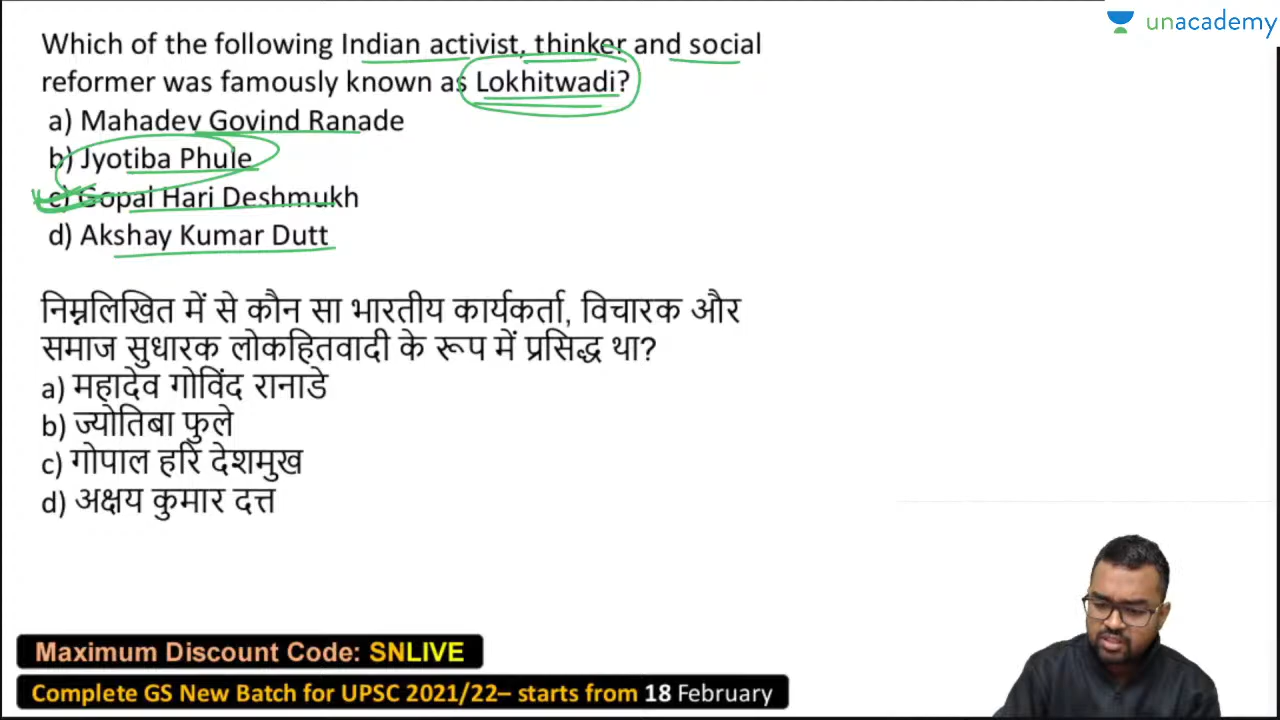 unacademy
Which of the following Indian activist, thinker and social
reformer was famously known as Lokhitwadi?
a) Mahadev Govind Ranade
b) Jyotiba Phule
c) Gopal Hari Deshmukh
d) Akshay Kumar Dutt
निम्नलिखित में से कौन सा भारतीय कार्यकर्ता, विचारक और
समाज सुधारक लोकहितवादी के रूप में प्रसिद्ध था?
a) महादेव गोविंद रानाडे
b) ज्योतिबा फुले
c) गोपाल हरि देशमुख
d) अक्षय कुमार दत्त
Maximum Discount Code: SNLIVE
Complete GS New Batch for UPSC 2021/22– starts from 18 February